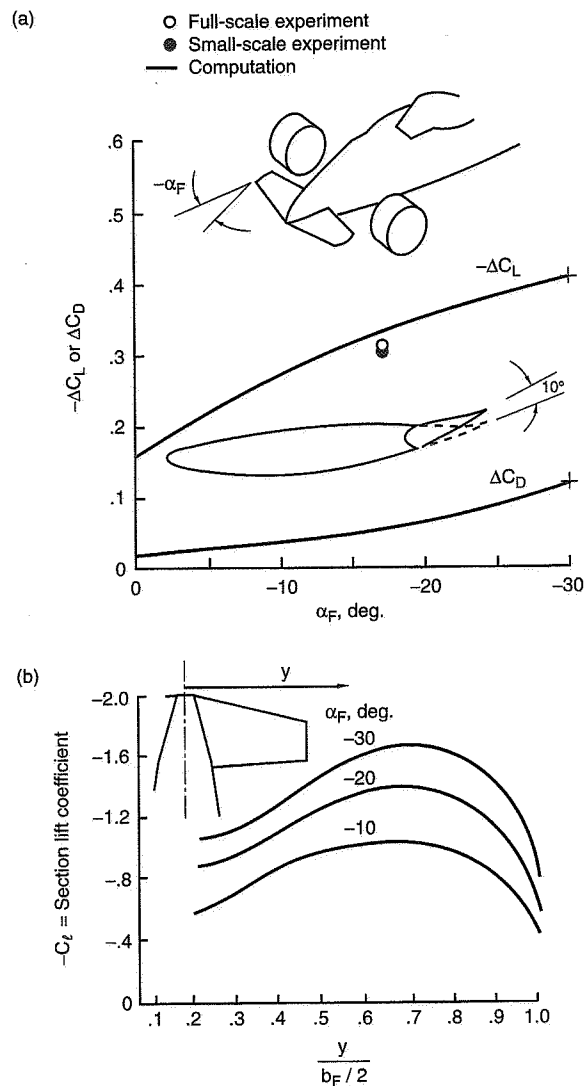 (a)
Full-scale experiment
Small-scale experiment
Computation
.6
.5
.4
.3
.2
.1
0
-ΔC_L or ΔC_D
-α_F
-ΔC_L
10°
ΔC_D
0
-10
-20
-30
α_F, deg.
(b)
y
-2.0
-1.6
-1.2
-.8
-.4
0
-C_ℓ = Section lift coefficient
α_F, deg.
-30
-20
-10
.1 .2 .3 .4 .5 .6 .7 .8 .9 1.0
y
b_F / 2